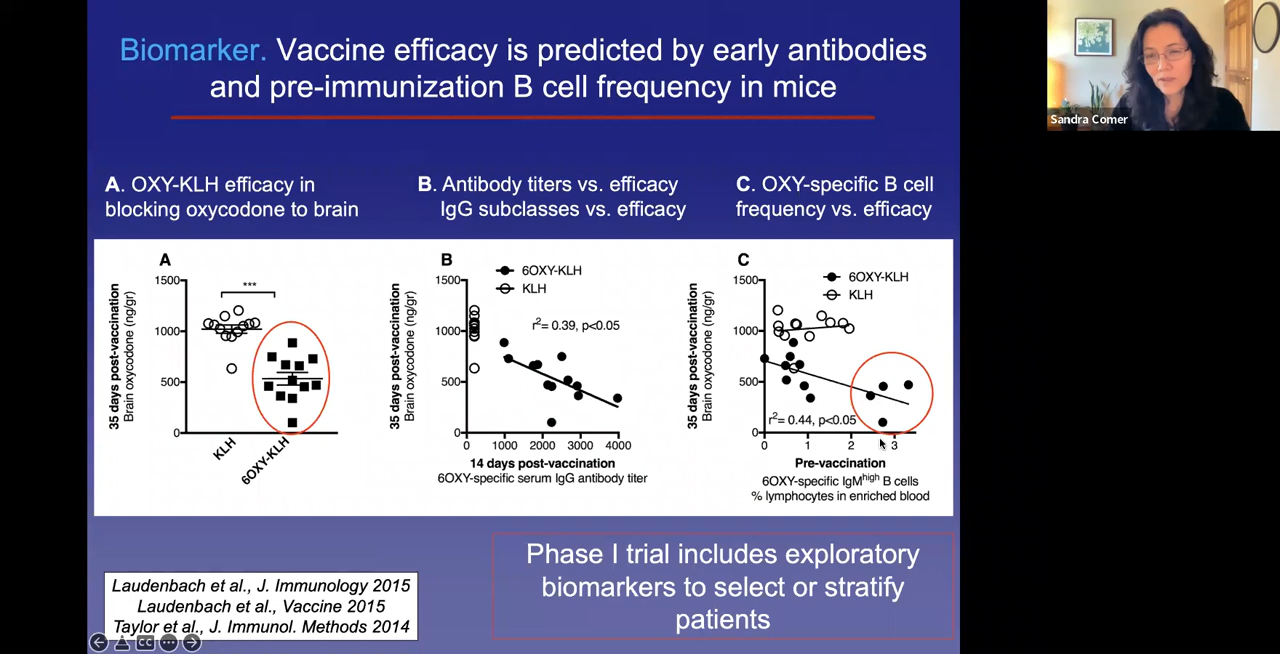 Biomarker. Vaccine efficacy is predicted by early antibodies
and pre-immunization B cell frequency in mice
Sandra Comer
A. OXY-KLH efficacy in
blocking oxycodone to brain
B. Antibody titers vs. efficacy
IgG subclasses vs. efficacy
C. OXY-specific B cell
frequency vs. efficacy
A
35 days post-vaccination
Brain oxycodone (ng/gr)
1500
1000
500
0
***
KLH
6OXY-KLH
B
6OXY-KLH
KLH
35 days post-vaccination
Brain oxycodone (ng/gr)
1500
1000
500
0
r²= 0.39, p<0.05
0 1000 2000 3000 4000
14 days post-vaccination
6OXY-specific serum IgG antibody titer
C
6OXY-KLH
KLH
35 days post-vaccination
Brain oxycodone (ng/gr)
1500
1000
500
0
r²= 0.44, p<0.05
0 1 2 3
Pre-vaccination
6OXY-specific IgMhigh B cells
% lymphocytes in enriched blood
Phase I trial includes exploratory
biomarkers to select or stratify
patients
Laudenbach et al., J. Immunology 2015
Laudenbach et al., Vaccine 2015
Taylor et al., J. Immunol. Methods 2014
CC